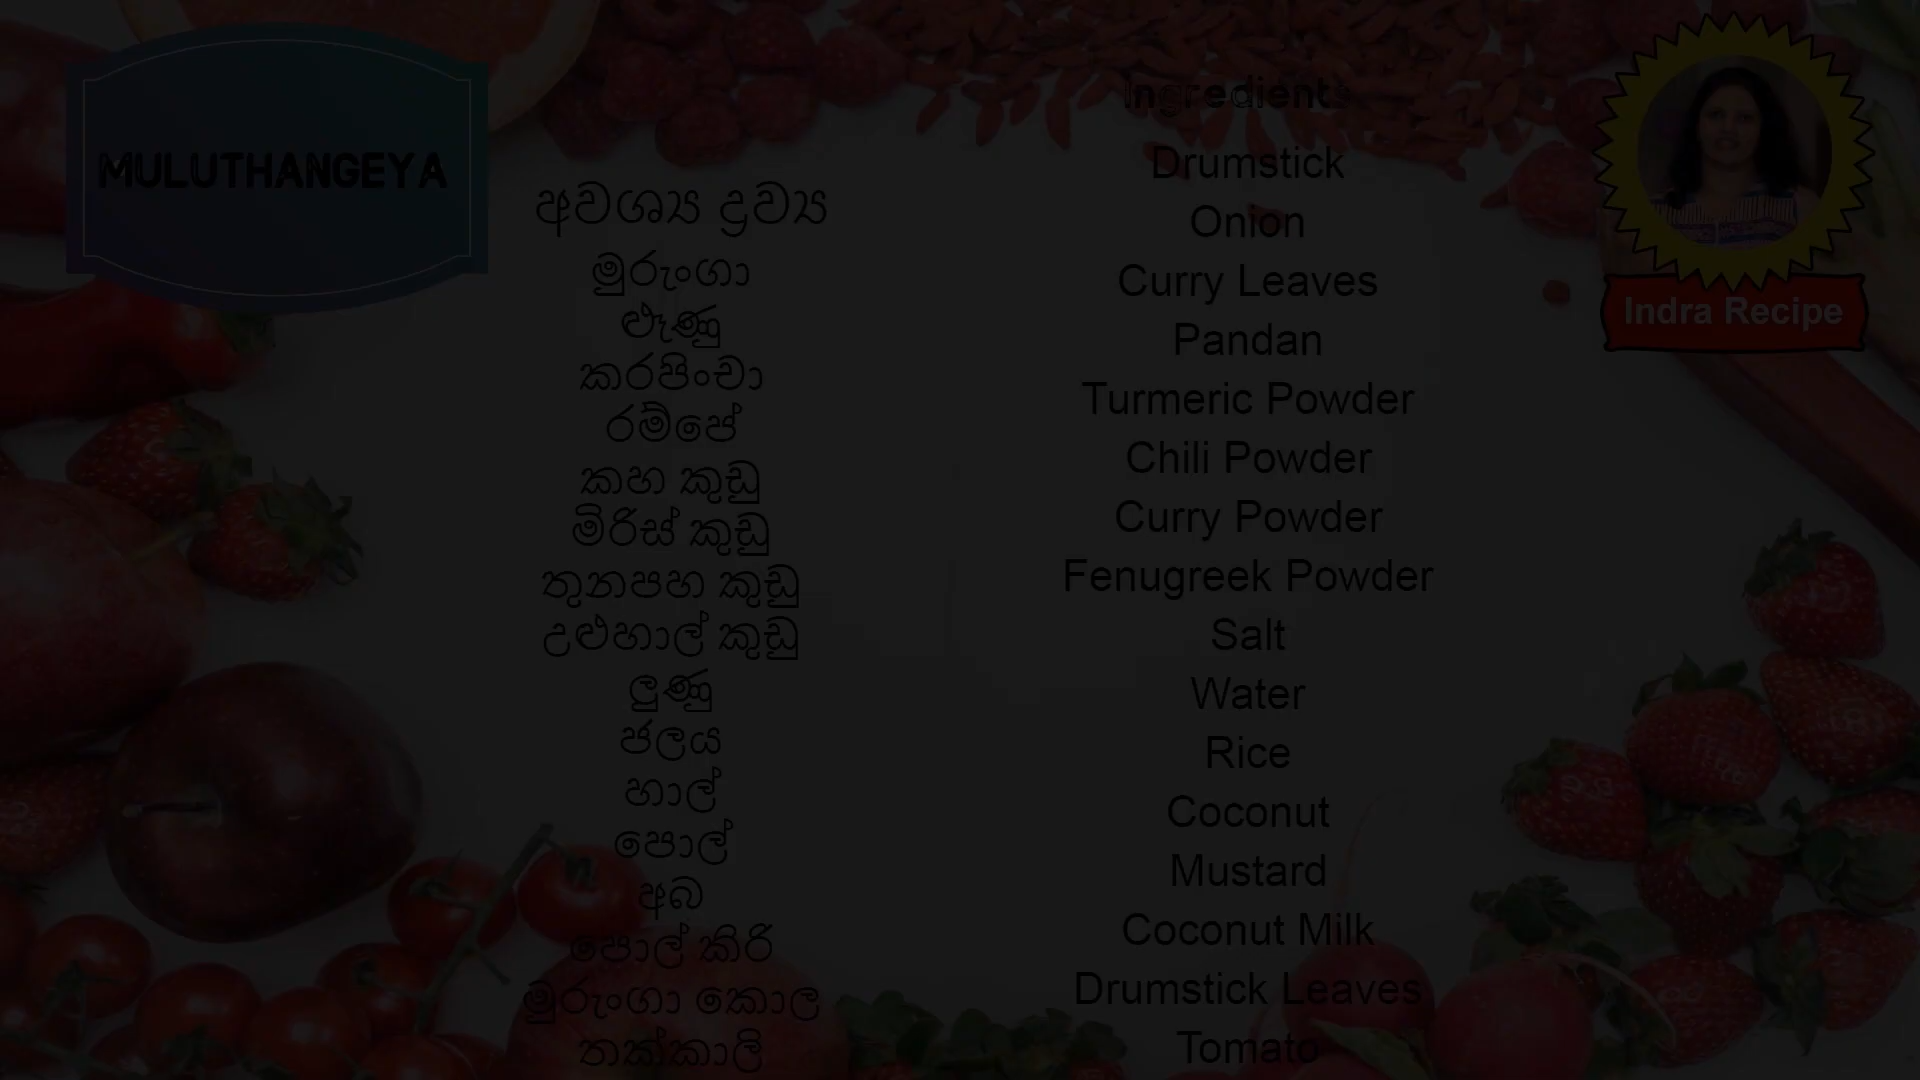 MULUTHANGEYA
අවශ්‍ය ද්‍රව්‍ය
මුරුංගා
ළූණු
කරපිංචා
රම්පේ
කහ කුඩු
මිරිස් කුඩු
තුනපහ කුඩු
උළුහාල් කුඩු
ලුණු
ජලය
හාල්
පොල්
අබ
පොල් කිරි
මුරුංගා කොල
තක්කාලි
Ingredients
Drumstick
Onion
Curry Leaves
Pandan
Turmeric Powder
Chili Powder
Curry Powder
Fenugreek Powder
Salt
Water
Rice
Coconut
Mustard
Coconut Milk
Drumstick Leaves
Tomato
Indra Recipe